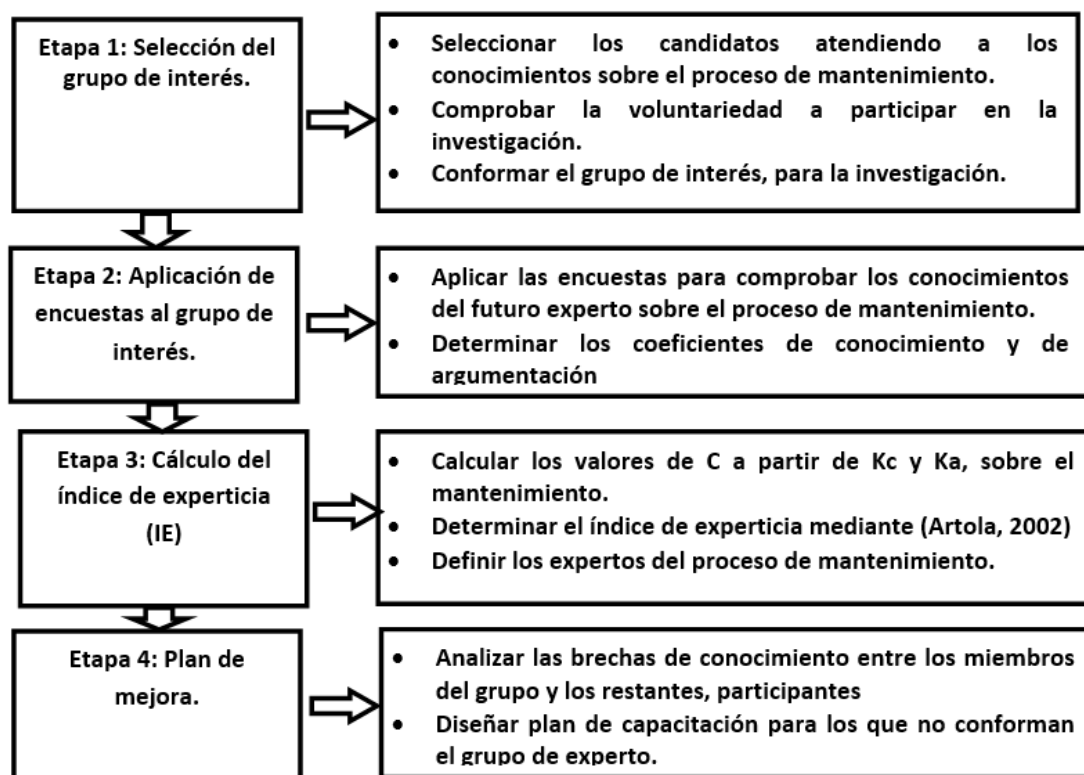 Etapa 1: Selección del
grupo de interés.
• Seleccionar los candidatos atendiendo a los
conocimientos sobre el proceso de mantenimiento.
• Comprobar la voluntariedad a participar en la
investigación.
• Conformar el grupo de interés, para la investigación.
Etapa 2: Aplicación de
encuestas al grupo de
interés.
• Aplicar las encuestas para comprobar los conocimientos
del futuro experto sobre el proceso de mantenimiento.
• Determinar los coeficientes de conocimiento y de
argumentación
Etapa 3: Cálculo del
índice de experticia
(IE)
• Calcular los valores de C a partir de Kc y Ka, sobre el
mantenimiento.
• Determinar el índice de experticia mediante (Artola, 2002)
• Definir los expertos del proceso de mantenimiento.
Etapa 4: Plan de
mejora.
• Analizar las brechas de conocimiento entre los miembros
del grupo y los restantes, participantes
• Diseñar plan de capacitación para los que no conforman
el grupo de experto.